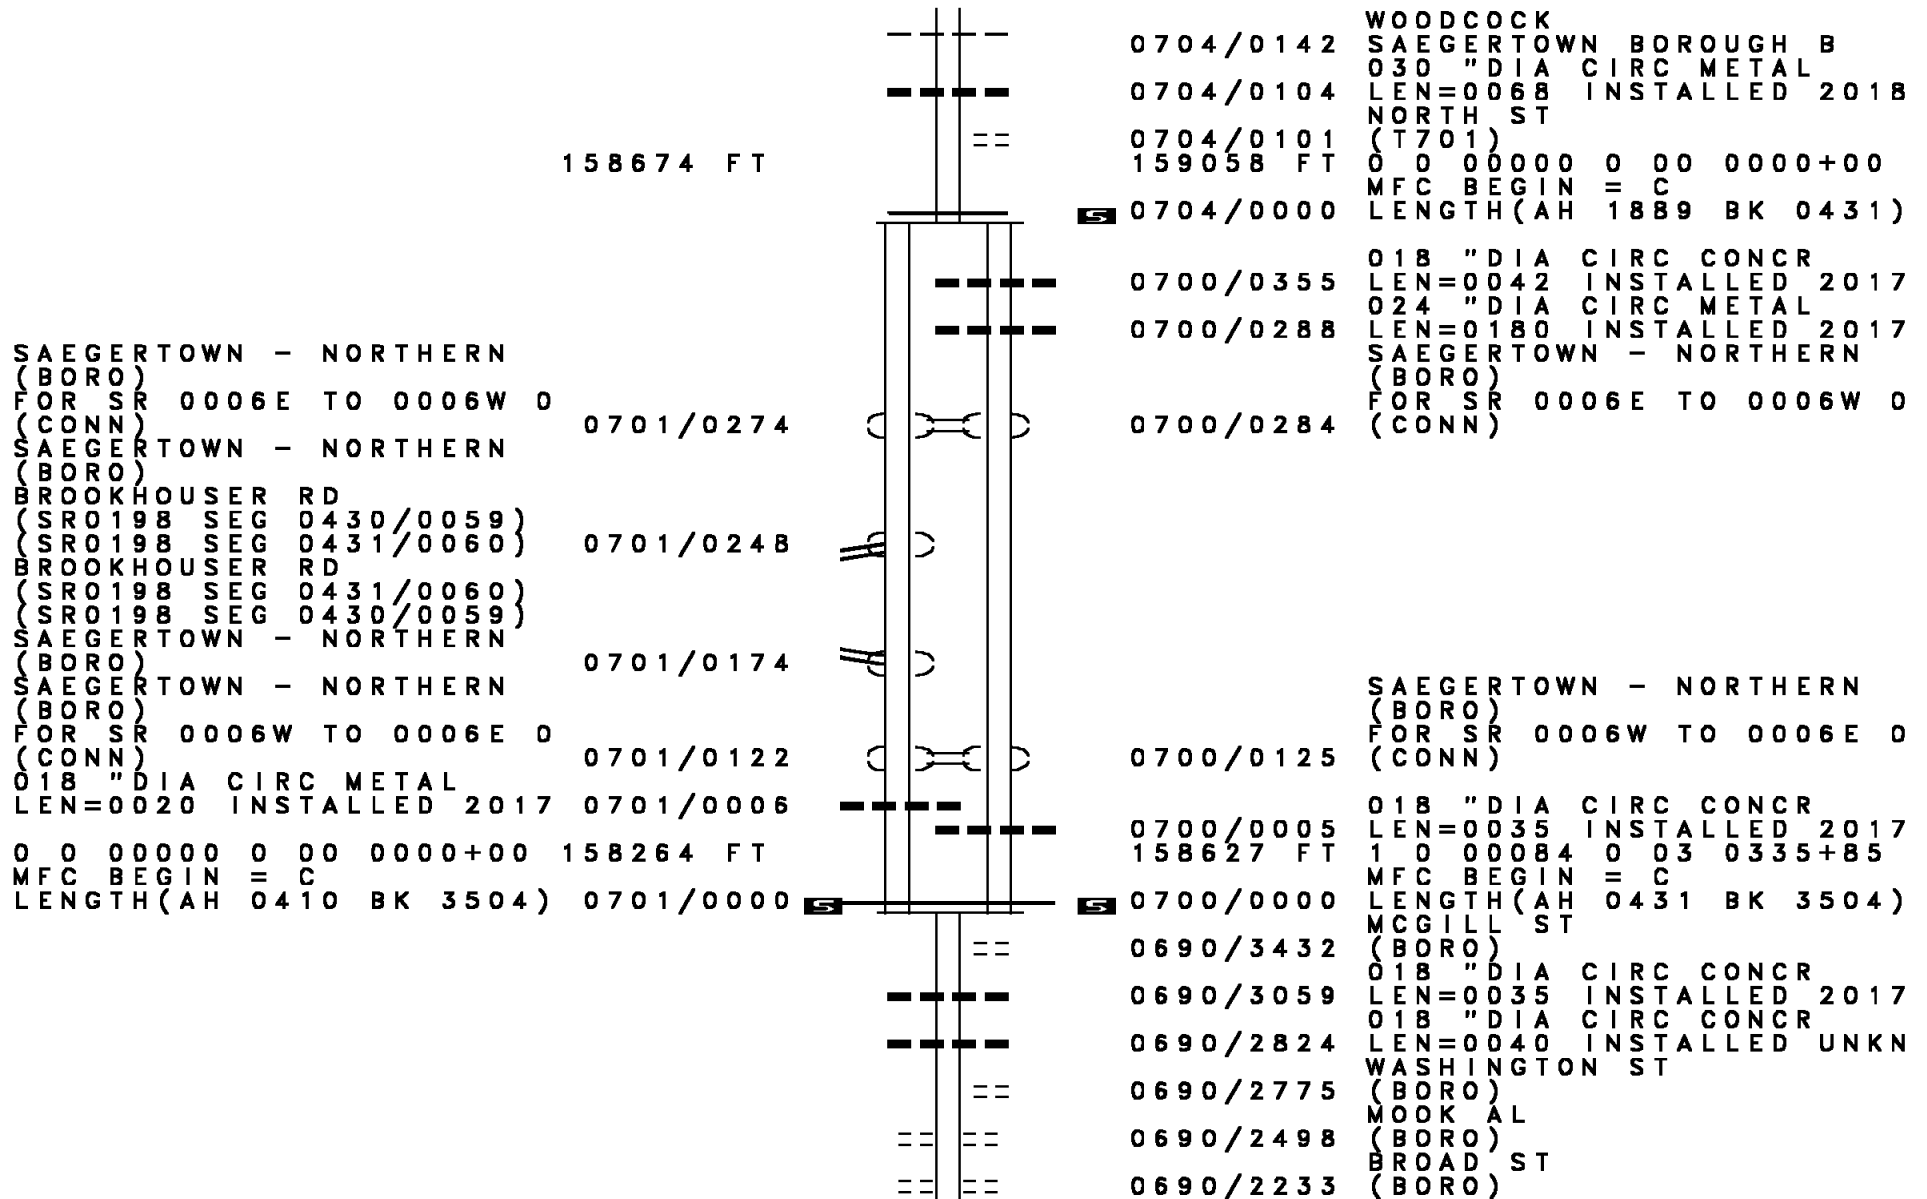 WOODCOCK
0704/0142 SAEGERTOWN BOROUGH B
030 "DIA CIRC METAL
0704/0104 LEN=0068 INSTALLED 2018
NORTH ST
0704/0101 (T701)
158674 FT 159058 FT 0 0 00000 0 00 0000+00
MFC BEGIN = C
S 0704/0000 LENGTH(AH 1889 BK 0431)
018 "DIA CIRC CONCR
0700/0355 LEN=0042 INSTALLED 2017
024 "DIA CIRC METAL
0700/0288 LEN=0180 INSTALLED 2017
SAEGERTOWN - NORTHERN SAEGERTOWN - NORTHERN
(BORO) (BORO)
FOR SR 0006E TO 0006W D FOR SR 0006E TO 0006W D
(CONN) 0701/0274 0700/0284 (CONN)
SAEGERTOWN - NORTHERN
(BORO)
BROOKHOUSER RD
(SR0198 SEG 0430/0059)
(SR0198 SEG 0431/0060) 0701/0248
BROOKHOUSER RD
(SR0198 SEG 0431/0060)
(SR0198 SEG 0430/0059)
SAEGERTOWN - NORTHERN
(BORO) 0701/0174
SAEGERTOWN - NORTHERN SAEGERTOWN - NORTHERN
(BORO) (BORO)
FOR SR 0006W TO 0006E D FOR SR 0006W TO 0006E D
(CONN) 0701/0122 0700/0125 (CONN)
018 "DIA CIRC METAL
LEN=0020 INSTALLED 2017 0701/0006 018 "DIA CIRC CONCR
0700/0005 LEN=0035 INSTALLED 2017
0 0 00000 0 00 0000+00 158264 FT 158627 FT 1 0 00084 0 03 0335+85
MFC BEGIN = C MFC BEGIN = C
LENGTH(AH 0410 BK 3504) 0701/0000 S S 0700/0000 LENGTH(AH 0431 BK 3504)
MCGILL ST
0690/3432 (BORO)
018 "DIA CIRC CONCR
0690/3059 LEN=0035 INSTALLED 2017
018 "DIA CIRC CONCR
0690/2824 LEN=0040 INSTALLED UNKN
WASHINGTON ST
0690/2775 (BORO)
MOOK AL
0690/2498 (BORO)
BROAD ST
0690/2233 (BORO)